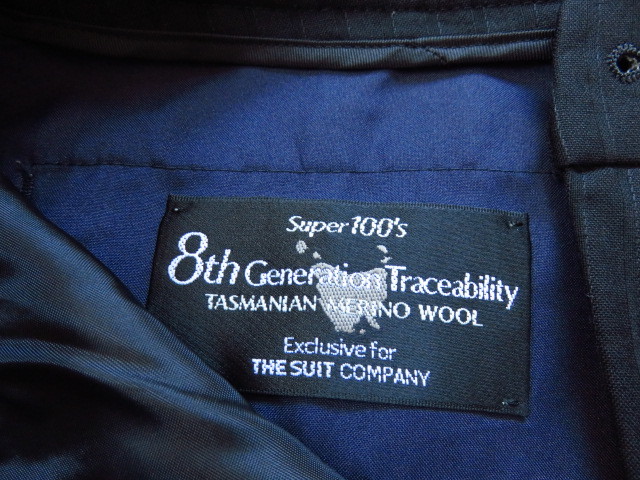 Super 100's
8th Generation Traceability
TASMANIAN MERINO WOOL
Exclusive for
THE SUIT COMPANY